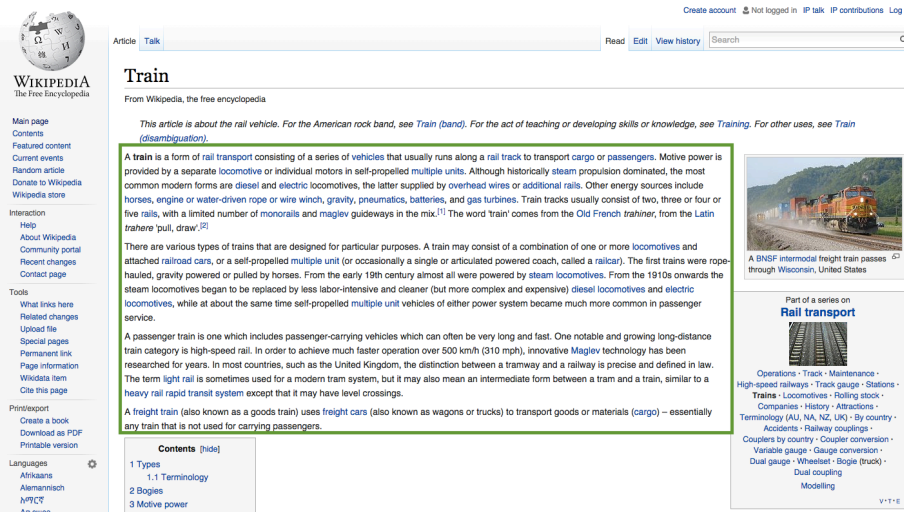 Create account Not logged in IP talk IP contributions Log
WIKIPEDIA
The Free Encyclopedia
Main page
Contents
Featured content
Current events
Random article
Donate to Wikipedia
Wikipedia store
Interaction
Help
About Wikipedia
Community portal
Recent changes
Contact page
Tools
What links here
Related changes
Upload file
Special pages
Permanent link
Page information
Wikidata item
Cite this page
Print/export
Create a book
Download as PDF
Printable version
Languages
Afrikaans
Alemannisch
አማርኛ
Article Talk
Read Edit View history Search
Train
From Wikipedia, the free encyclopedia
This article is about the rail vehicle. For the American rock band, see Train (band). For the act of teaching or developing skills or knowledge, see Training. For other uses, see Train
(disambiguation).
A train is a form of rail transport consisting of a series of vehicles that usually runs along a rail track to transport cargo or passengers. Motive power is
provided by a separate locomotive or individual motors in self-propelled multiple units. Although historically steam propulsion dominated, the most
common modern forms are diesel and electric locomotives, the latter supplied by overhead wires or additional rails. Other energy sources include
horses, engine or water-driven rope or wire winch, gravity, pneumatics, batteries, and gas turbines. Train tracks usually consist of two, three or four or
five rails, with a limited number of monorails and maglev guideways in the mix.[1] The word 'train' comes from the Old French trahiner, from the Latin
trahere 'pull, draw'.[2]
There are various types of trains that are designed for particular purposes. A train may consist of a combination of one or more locomotives and
attached railroad cars, or a self-propelled multiple unit (or occasionally a single or articulated powered coach, called a railcar). The first trains were rope-
hauled, gravity powered or pulled by horses. From the early 19th century almost all were powered by steam locomotives. From the 1910s onwards the
steam locomotives began to be replaced by less labor-intensive and cleaner (but more complex and expensive) diesel locomotives and electric
locomotives, while at about the same time self-propelled multiple unit vehicles of either power system became much more common in passenger
service.
A passenger train is one which includes passenger-carrying vehicles which can often be very long and fast. One notable and growing long-distance
train category is high-speed rail. In order to achieve much faster operation over 500 km/h (310 mph), innovative Maglev technology has been
researched for years. In most countries, such as the United Kingdom, the distinction between a tramway and a railway is precise and defined in law.
The term light rail is sometimes used for a modern tram system, but it may also mean an intermediate form between a tram and a train, similar to a
heavy rail rapid transit system except that it may have level crossings.
A freight train (also known as a goods train) uses freight cars (also known as wagons or trucks) to transport goods or materials (cargo) – essentially
any train that is not used for carrying passengers.
Contents [hide]
1 Types
1.1 Terminology
2 Bogies
3 Motive power
A BNSF intermodal freight train passes
through Wisconsin, United States
Part of a series on
Rail transport
Operations · Track · Maintenance ·
High-speed railways · Track gauge · Stations ·
Trains · Locomotives · Rolling stock ·
Companies · History · Attractions ·
Terminology (AU, NA, NZ, UK) · By country ·
Accidents · Railway couplings ·
Couplers by country · Coupler conversion ·
Variable gauge · Gauge conversion ·
Dual gauge · Wheelset · Bogie (truck) ·
Dual coupling
Modelling
V · T · E